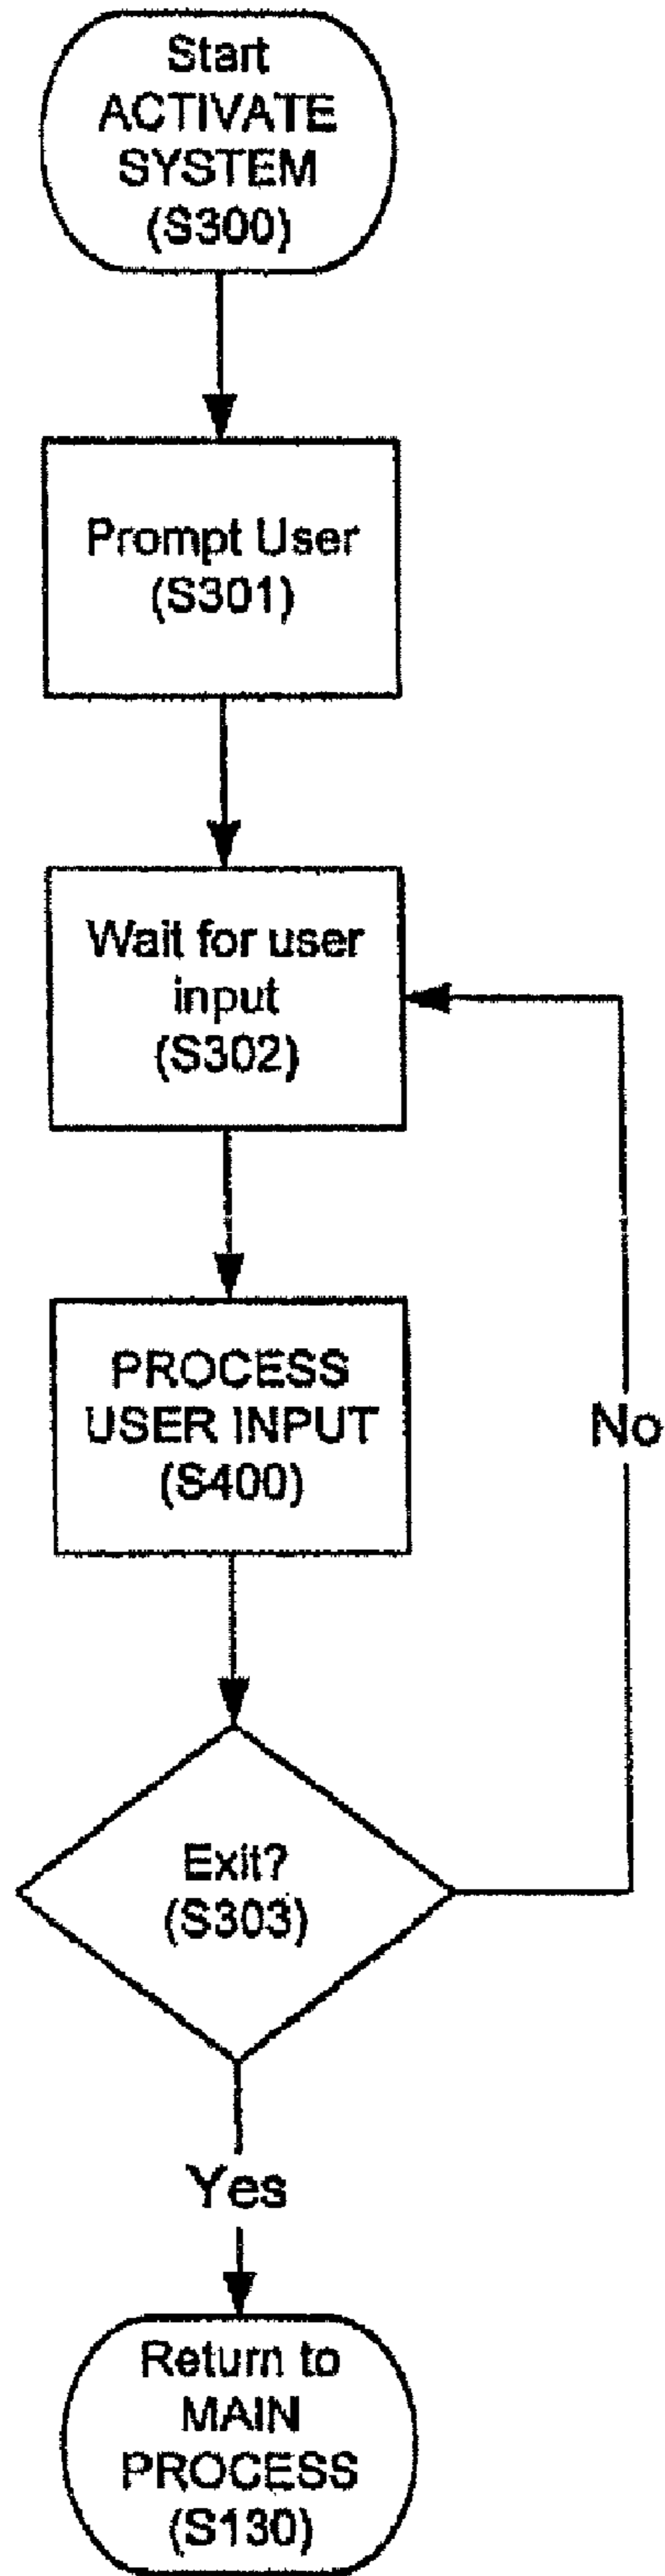 Start
ACTIVATE
SYSTEM
(S300)
Prompt User
(S301)
Wait for user
input
(S302)
PROCESS
USER INPUT
(S400)
No
Exit?
(S303)
Yes
Return to
MAIN
PROCESS
(S130)